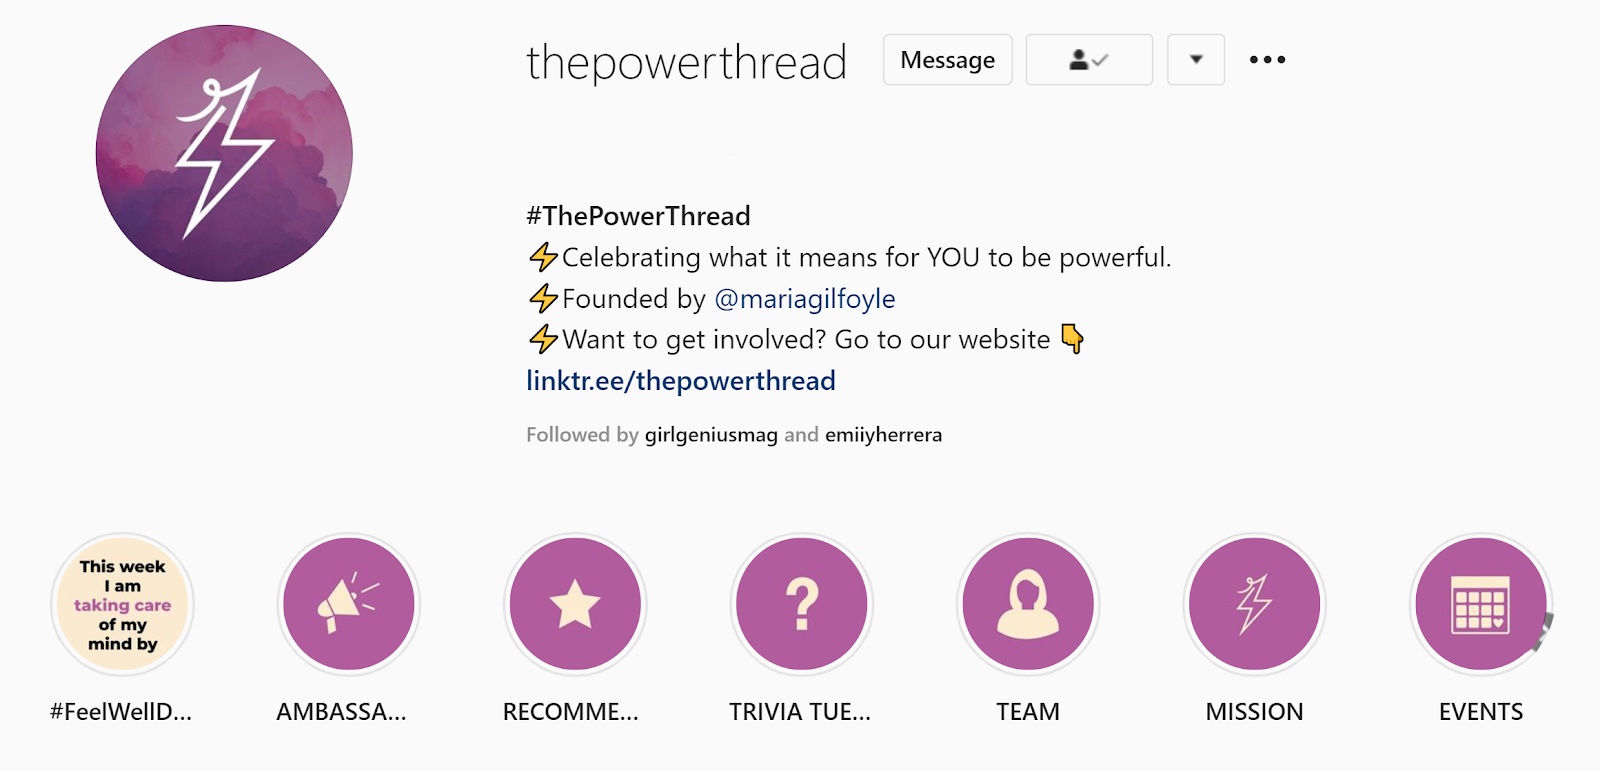 thepowerthread
Message
#ThePowerThread
⚡Celebrating what it means for YOU to be powerful.
⚡Founded by @mariagilfoyle
⚡Want to get involved? Go to our website 👇
linktr.ee/thepowerthread
Followed by girlgeniusmag and emiiyherrera
This week
I am
taking care
of my
mind by
?
#FeelWellD...
AMBASSA...
RECOMME...
TRIVIA TUE...
TEAM
MISSION
EVENTS